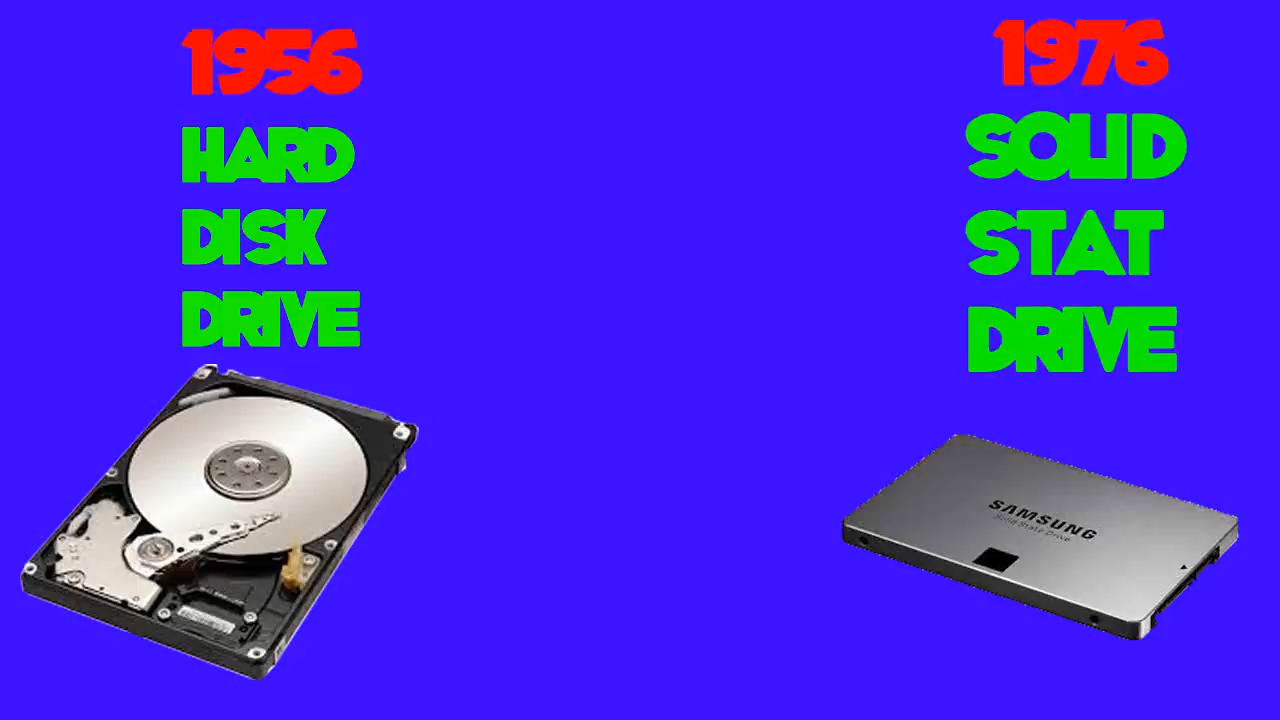 1956
HARD
DISK
DRIVE
1976
SOLID
STAT
DRIVE
SAMSUNG
Solid State Drive